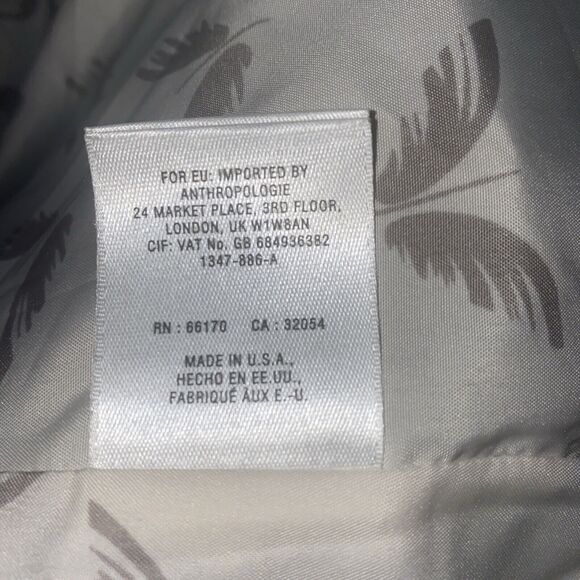 FOR EU: IMPORTED BY
ANTHROPOLOGIE
24 MARKET PLACE, 3RD FLOOR,
LONDON, UK W1W8AN
CIF: VAT No. GB 684936382
1347-886-A
RN : 66170 CA : 32054
MADE IN U.S.A.,
HECHO EN EE.UU.,
FABRIQUÉ ÂUX E.-U.